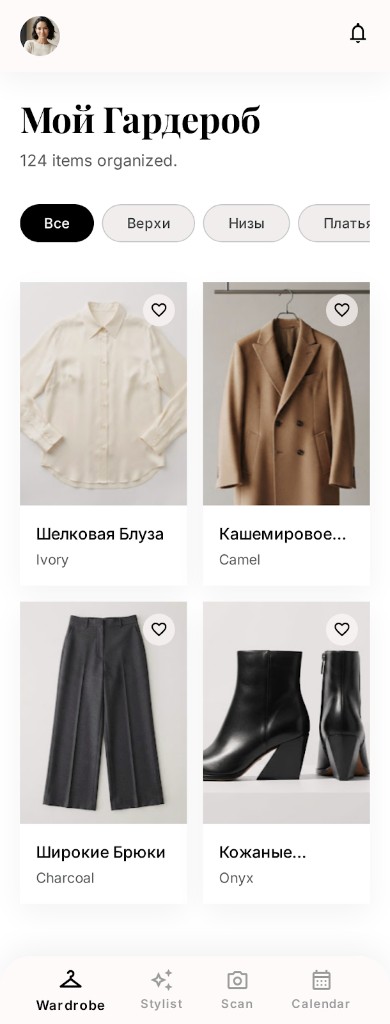 Мой Гардероб
124 items organized.
Все Верхи Низы Платья
Шелковая Блуза
Ivory
Кашемировое...
Camel
Широкие Брюки
Charcoal
Кожаные...
Onyx
Wardrobe Stylist Scan Calendar